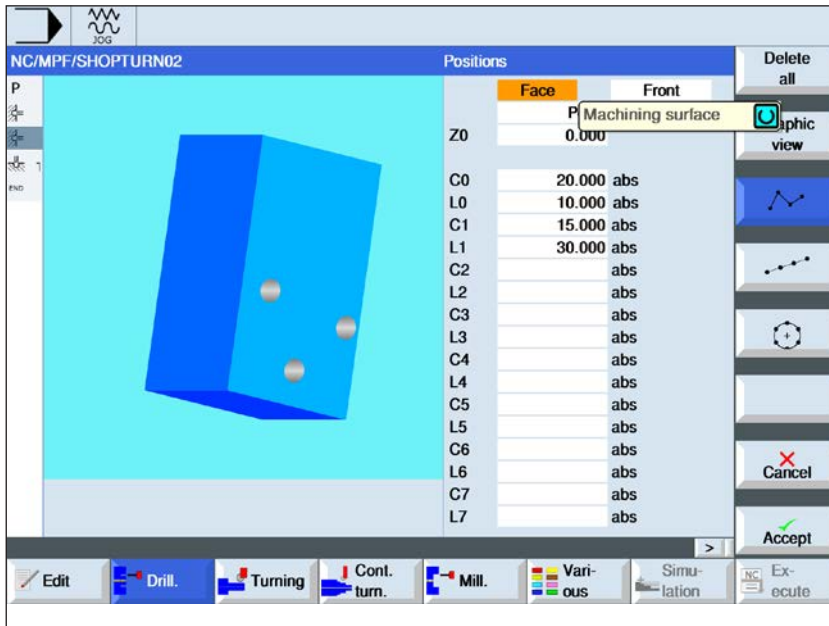 JOG
NC/MPF/SHOPTURN02
P
END
Positions
Face Front
P
Machining surface
Z0 0.000
C0 20.000 abs
L0 10.000 abs
C1 15.000 abs
L1 30.000 abs
C2 abs
L2 abs
C3 abs
L3 abs
C4 abs
L4 abs
C5 abs
L5 abs
C6 abs
L6 abs
C7 abs
L7 abs
>
Delete
all
aphic
view
Cancel
Accept
Edit
Drill.
Turning
Cont.
turn.
Mill.
Vari-
ous
Simu-
lation
NC
Ex-
ecute